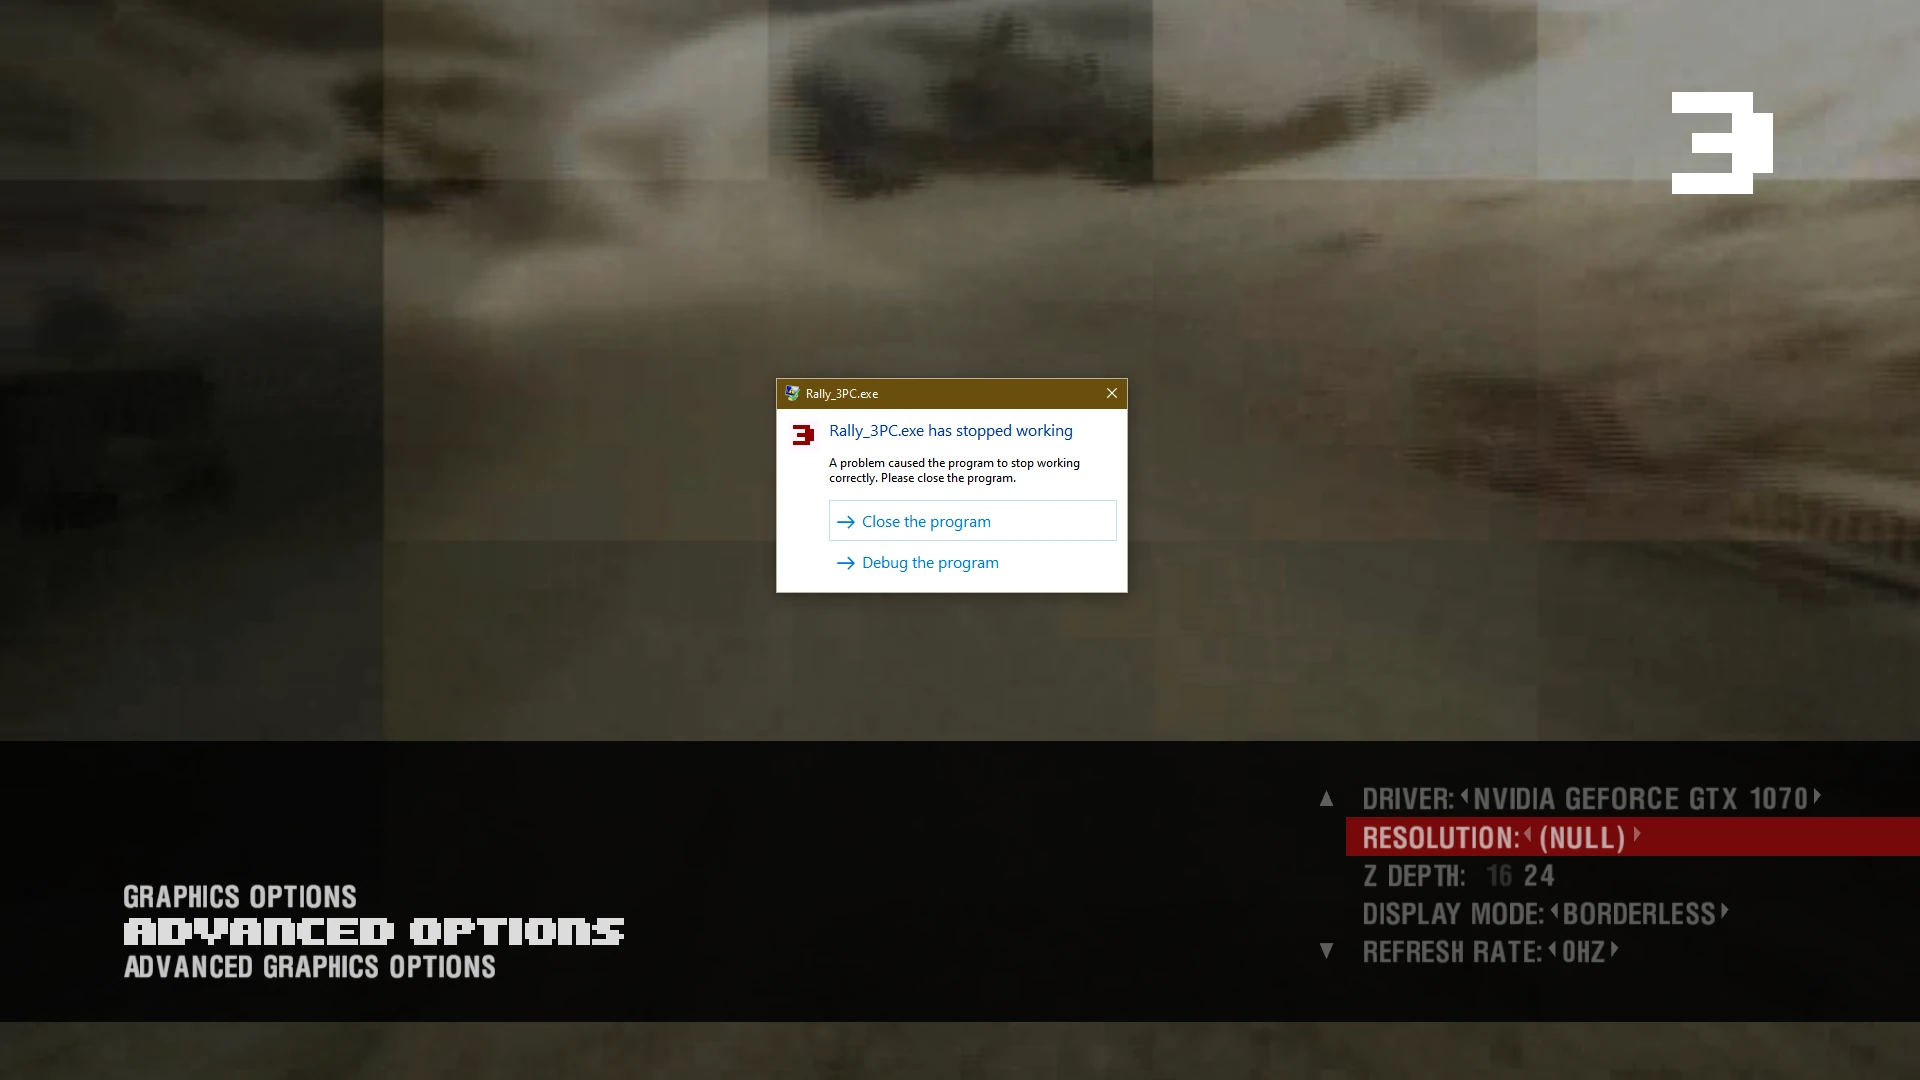 3
Rally_3PC.exe
3
Rally_3PC.exe has stopped working
A problem caused the program to stop working
correctly. Please close the program.
Close the program
Debug the program
GRAPHICS OPTIONS
ADVANCED OPTIONS
ADVANCED GRAPHICS OPTIONS
DRIVER: NVIDIA GEFORCE GTX 1070
RESOLUTION: (NULL)
Z DEPTH: 16 24
DISPLAY MODE: BORDERLESS
REFRESH RATE: 0HZ